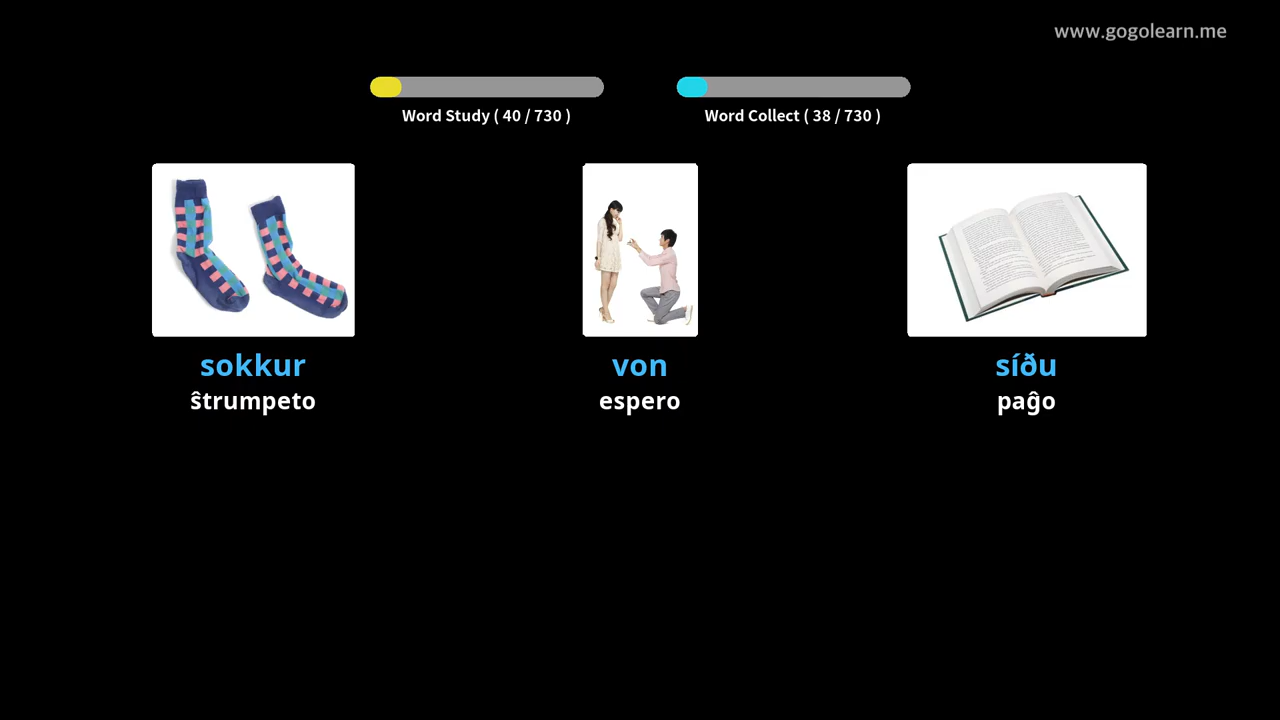 www.gogolearn.me
Word Study ( 40 / 730 )
Word Collect ( 38 / 730 )
sokkur
ŝtrumpeto
von
espero
síðu
paĝo